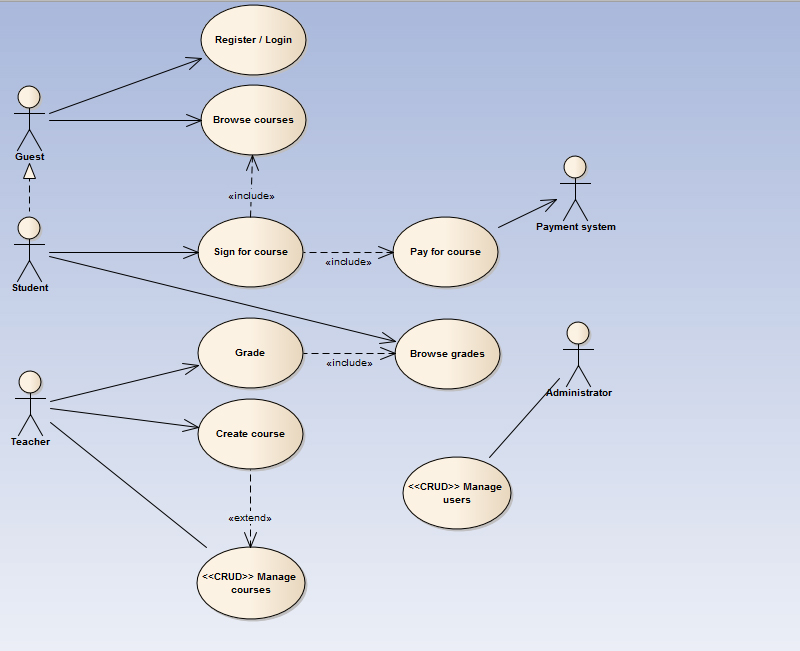 Register / Login
Browse courses
Guest
«include»
Payment system
Sign for course
Pay for course
«include»
Student
Grade
Browse grades
«include»
Administrator
Teacher
Create course
<<CRUD>> Manage
users
«extend»
<<CRUD>> Manage
courses